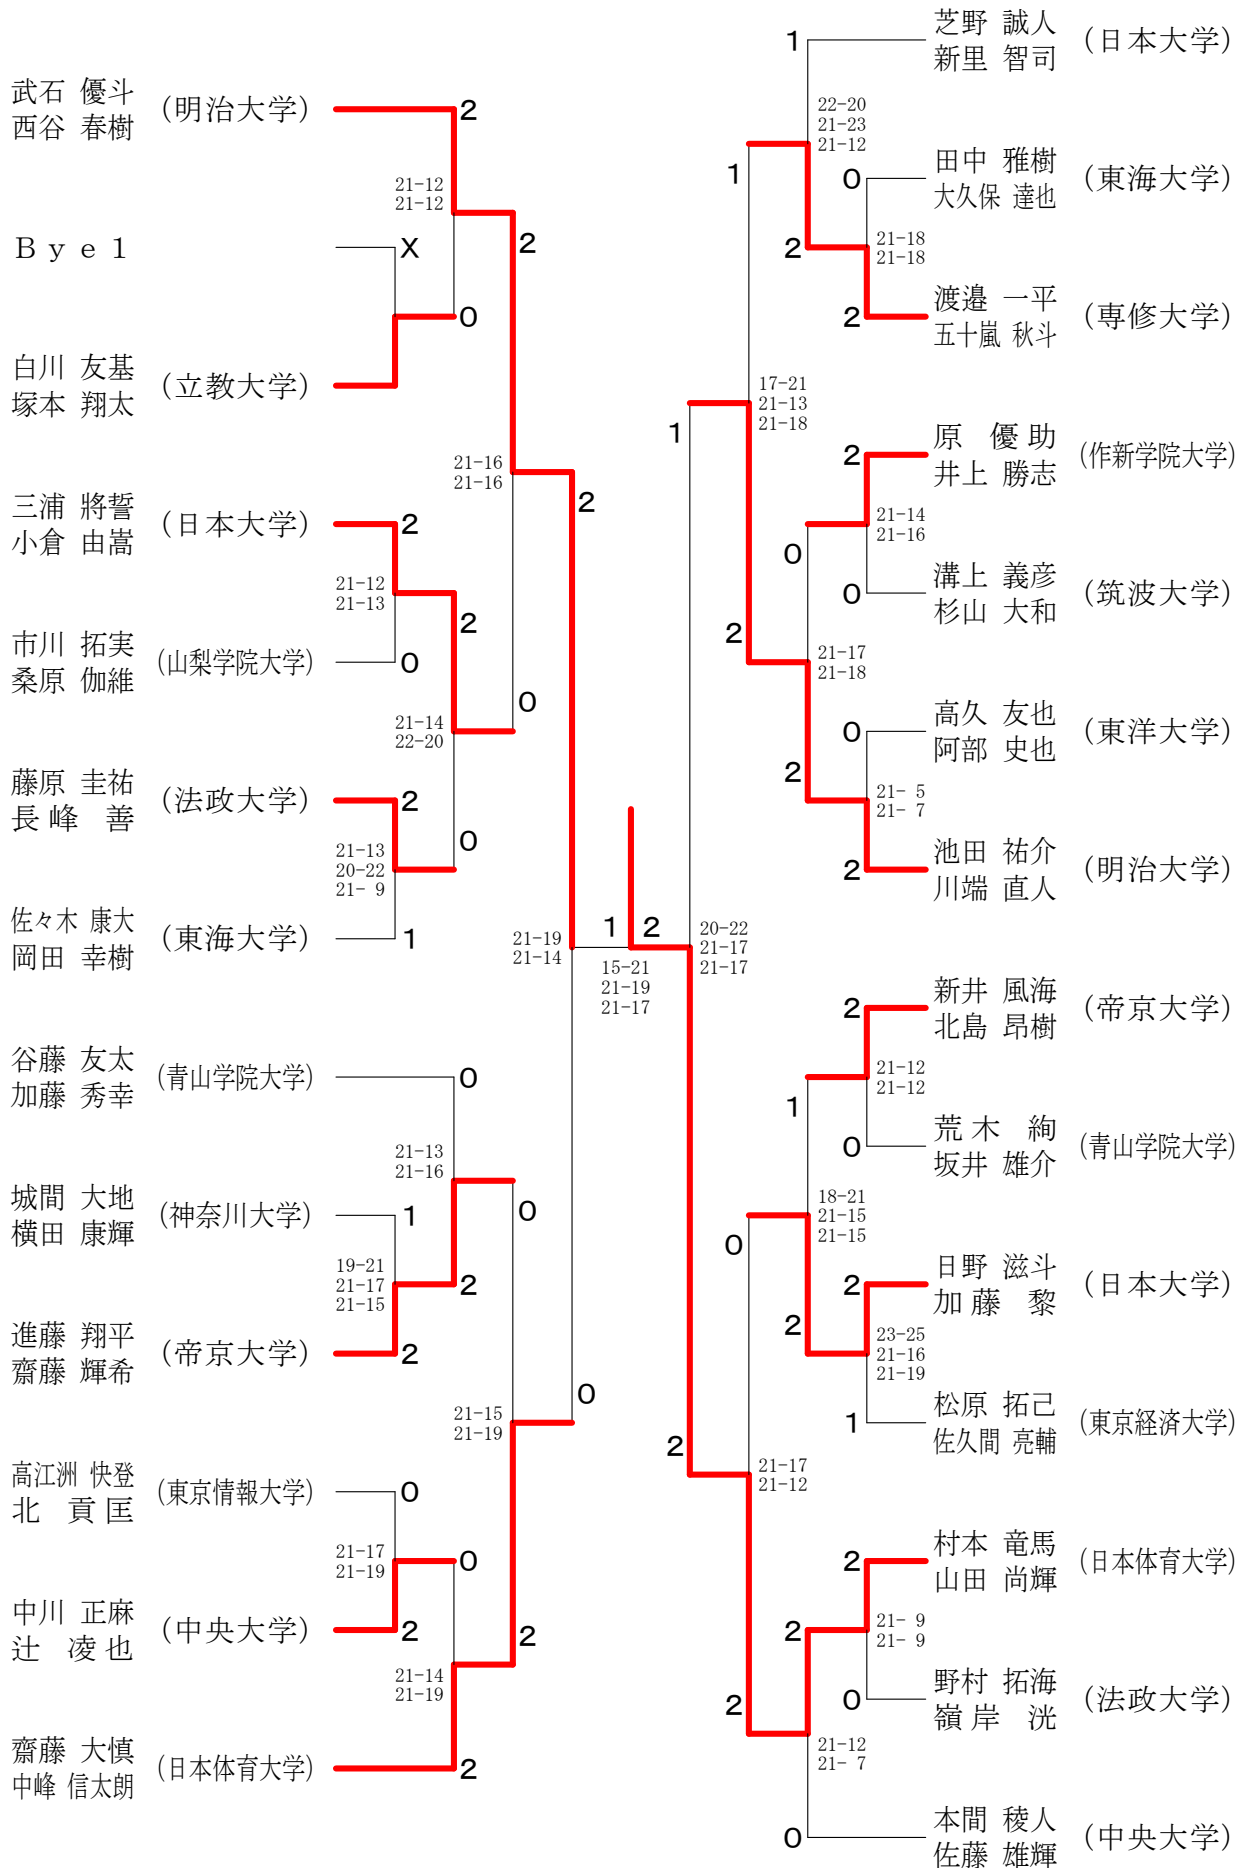 武石 優斗
西谷 春樹
(明治大学)
2
21-12
21-12
Ｂｙｅ１
X
0
2
白川 友基
塚本 翔太
(立教大学)
21-16
21-16
三浦 將誓
小倉 由嵩
(日本大学)
2
21-12
21-13
2
市川 拓実
桑原 伽維
(山梨学院大学)
0
21-14
22-20
0
2
藤原 圭祐
長峰 善
(法政大学)
2
21-13
20-22
21- 9
0
佐々木 康大
岡田 幸樹
(東海大学)
1
21-19
21-14
谷藤 友太
加藤 秀幸
(青山学院大学)
0
21-13
21-16
城間 大地
横田 康輝
(神奈川大学)
1
19-21
21-17
21-15
2
0
進藤 翔平
齋藤 輝希
(帝京大学)
2
21-15
21-19
0
高江洲 快登
北 貢匡
(東京情報大学)
0
21-17
21-19
0
中川 正麻
辻 凌也
(中央大学)
2
21-14
21-19
2
齋藤 大慎
中峰 信太朗
(日本体育大学)
2
1
2
15-21
21-19
21-17
1
芝野 誠人
新里 智司
(日本大学)
22-20
21-23
21-12
1
0
田中 雅樹
大久保 達也
(東海大学)
2
21-18
21-18
2
渡邉 一平
五十嵐 秋斗
(専修大学)
17-21
21-13
21-18
1
2
原 優助
井上 勝志
(作新学院大学)
21-14
21-16
0
0
溝上 義彦
杉山 大和
(筑波大学)
2
21-17
21-18
0
高久 友也
阿部 史也
(東洋大学)
2
21- 5
21- 7
2
池田 祐介
川端 直人
(明治大学)
20-22
21-17
21-17
2
新井 風海
北島 昂樹
(帝京大学)
21-12
21-12
1
0
荒木 絢
坂井 雄介
(青山学院大学)
18-21
21-15
21-15
0
2
日野 滋斗
加藤 黎
(日本大学)
2
23-25
21-16
21-19
1
松原 拓己
佐久間 亮輔
(東京経済大学)
2
21-17
21-12
2
村本 竜馬
山田 尚輝
(日本体育大学)
2
21- 9
21- 9
0
野村 拓海
嶺岸 洸
(法政大学)
2
21-12
21- 7
0
本間 稜人
佐藤 雄輝
(中央大学)